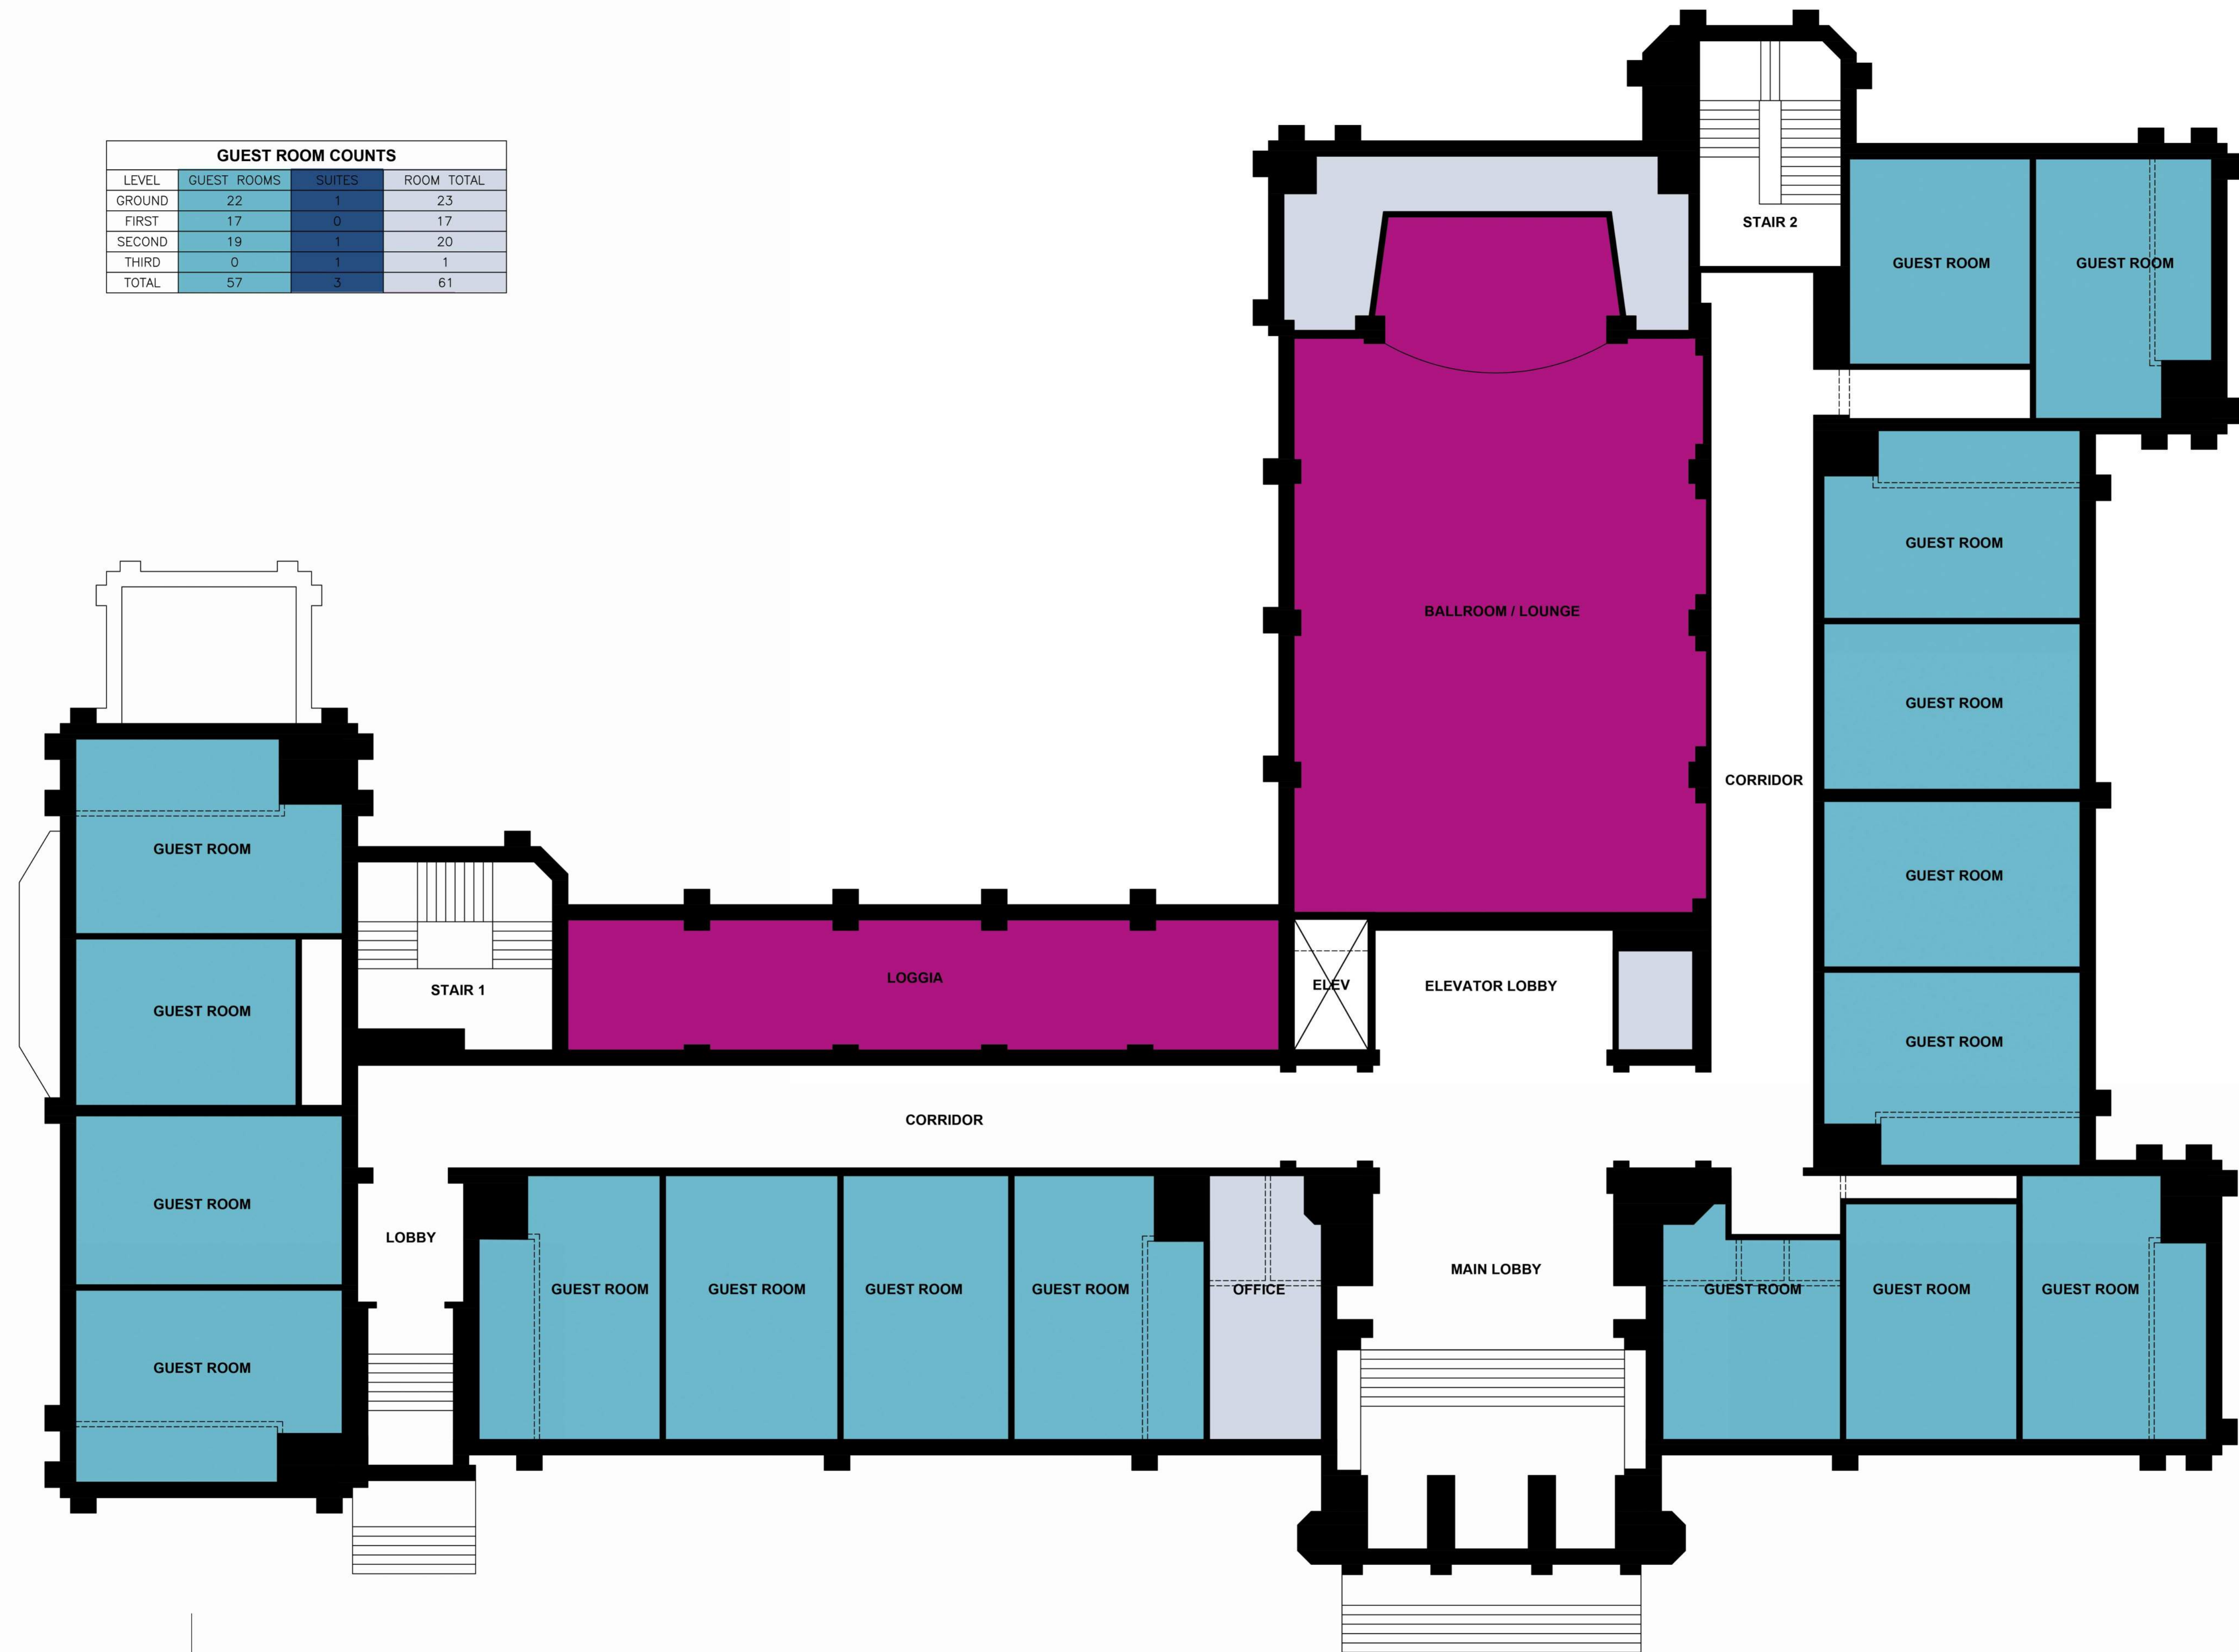 GUEST ROOM COUNTS
LEVEL GUEST ROOMS SUITES ROOM TOTAL
GROUND 22 1 23
FIRST 17 0 17
SECOND 19 1 20
THIRD 0 1 1
TOTAL 57 3 61
STAIR 2
GUEST ROOM
GUEST ROOM
GUEST ROOM
BALLROOM / LOUNGE
GUEST ROOM
CORRIDOR
GUEST ROOM
GUEST ROOM
GUEST ROOM
GUEST ROOM
STAIR 1
LOGGIA
ELEV
ELEVATOR LOBBY
GUEST ROOM
CORRIDOR
GUEST ROOM
LOBBY
GUEST ROOM
GUEST ROOM
GUEST ROOM
GUEST ROOM
OFFICE
MAIN LOBBY
GUEST ROOM
GUEST ROOM
GUEST ROOM
GUEST ROOM